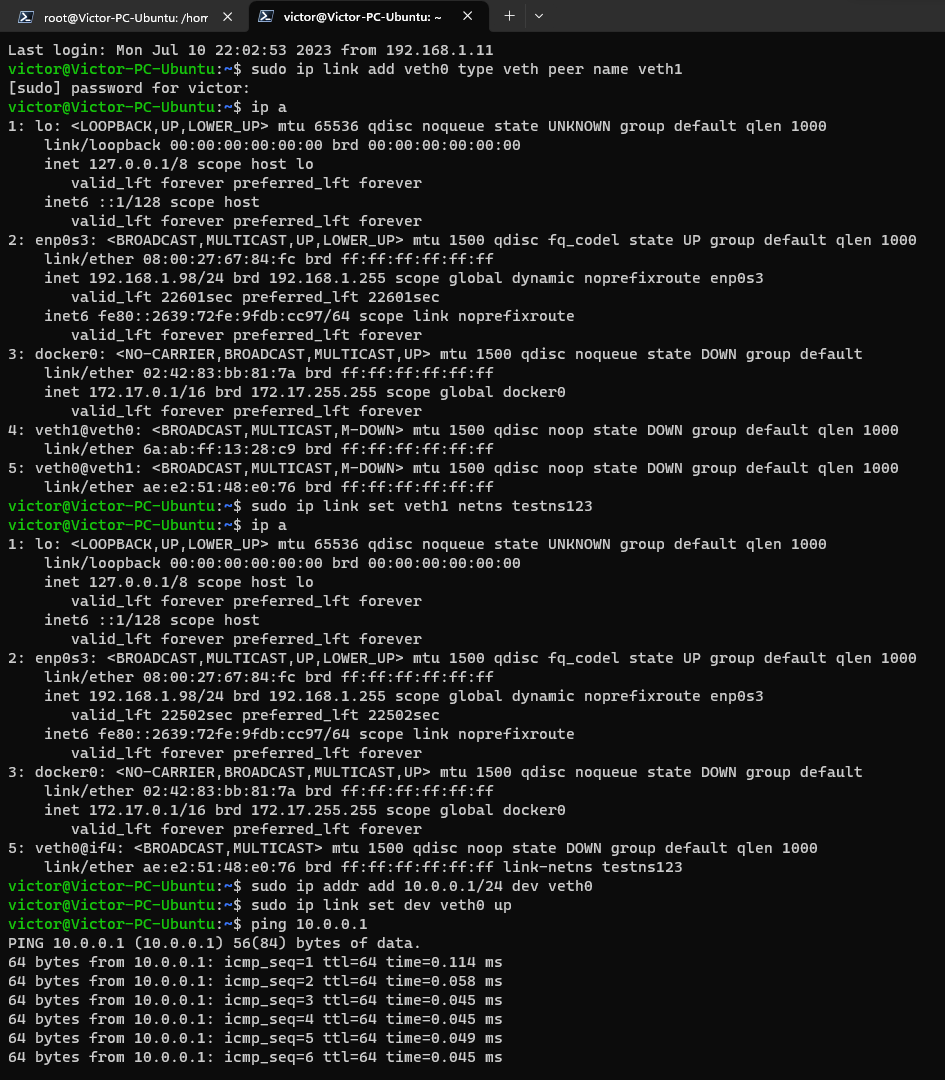 root@Victor-PC-Ubuntu: /hom
victor@Victor-PC-Ubuntu: ~
Last login: Mon Jul 10 22:02:53 2023 from 192.168.1.11
victor@Victor-PC-Ubuntu:~$ sudo ip link add veth0 type veth peer name veth1
[sudo] password for victor:
victor@Victor-PC-Ubuntu:~$ ip a
1: lo: <LOOPBACK,UP,LOWER_UP> mtu 65536 qdisc noqueue state UNKNOWN group default qlen 1000
    link/loopback 00:00:00:00:00:00 brd 00:00:00:00:00:00
    inet 127.0.0.1/8 scope host lo
       valid_lft forever preferred_lft forever
    inet6 ::1/128 scope host
       valid_lft forever preferred_lft forever
2: enp0s3: <BROADCAST,MULTICAST,UP,LOWER_UP> mtu 1500 qdisc fq_codel state UP group default qlen 1000
    link/ether 08:00:27:67:84:fc brd ff:ff:ff:ff:ff:ff
    inet 192.168.1.98/24 brd 192.168.1.255 scope global dynamic noprefixroute enp0s3
       valid_lft 22601sec preferred_lft 22601sec
    inet6 fe80::2639:72fe:9fdb:cc97/64 scope link noprefixroute
       valid_lft forever preferred_lft forever
3: docker0: <NO-CARRIER,BROADCAST,MULTICAST,UP> mtu 1500 qdisc noqueue state DOWN group default
    link/ether 02:42:83:bb:81:7a brd ff:ff:ff:ff:ff:ff
    inet 172.17.0.1/16 brd 172.17.255.255 scope global docker0
       valid_lft forever preferred_lft forever
4: veth1@veth0: <BROADCAST,MULTICAST,M-DOWN> mtu 1500 qdisc noop state DOWN group default qlen 1000
    link/ether 6a:ab:ff:13:28:c9 brd ff:ff:ff:ff:ff:ff
5: veth0@veth1: <BROADCAST,MULTICAST,M-DOWN> mtu 1500 qdisc noop state DOWN group default qlen 1000
    link/ether ae:e2:51:48:e0:76 brd ff:ff:ff:ff:ff:ff
victor@Victor-PC-Ubuntu:~$ sudo ip link set veth1 netns testns123
victor@Victor-PC-Ubuntu:~$ ip a
1: lo: <LOOPBACK,UP,LOWER_UP> mtu 65536 qdisc noqueue state UNKNOWN group default qlen 1000
    link/loopback 00:00:00:00:00:00 brd 00:00:00:00:00:00
    inet 127.0.0.1/8 scope host lo
       valid_lft forever preferred_lft forever
    inet6 ::1/128 scope host
       valid_lft forever preferred_lft forever
2: enp0s3: <BROADCAST,MULTICAST,UP,LOWER_UP> mtu 1500 qdisc fq_codel state UP group default qlen 1000
    link/ether 08:00:27:67:84:fc brd ff:ff:ff:ff:ff:ff
    inet 192.168.1.98/24 brd 192.168.1.255 scope global dynamic noprefixroute enp0s3
       valid_lft 22502sec preferred_lft 22502sec
    inet6 fe80::2639:72fe:9fdb:cc97/64 scope link noprefixroute
       valid_lft forever preferred_lft forever
3: docker0: <NO-CARRIER,BROADCAST,MULTICAST,UP> mtu 1500 qdisc noqueue state DOWN group default
    link/ether 02:42:83:bb:81:7a brd ff:ff:ff:ff:ff:ff
    inet 172.17.0.1/16 brd 172.17.255.255 scope global docker0
       valid_lft forever preferred_lft forever
5: veth0@if4: <BROADCAST,MULTICAST> mtu 1500 qdisc noop state DOWN group default qlen 1000
    link/ether ae:e2:51:48:e0:76 brd ff:ff:ff:ff:ff:ff link-netns testns123
victor@Victor-PC-Ubuntu:~$ sudo ip addr add 10.0.0.1/24 dev veth0
victor@Victor-PC-Ubuntu:~$ sudo ip link set dev veth0 up
victor@Victor-PC-Ubuntu:~$ ping 10.0.0.1
PING 10.0.0.1 (10.0.0.1) 56(84) bytes of data.
64 bytes from 10.0.0.1: icmp_seq=1 ttl=64 time=0.114 ms
64 bytes from 10.0.0.1: icmp_seq=2 ttl=64 time=0.058 ms
64 bytes from 10.0.0.1: icmp_seq=3 ttl=64 time=0.045 ms
64 bytes from 10.0.0.1: icmp_seq=4 ttl=64 time=0.045 ms
64 bytes from 10.0.0.1: icmp_seq=5 ttl=64 time=0.049 ms
64 bytes from 10.0.0.1: icmp_seq=6 ttl=64 time=0.045 ms